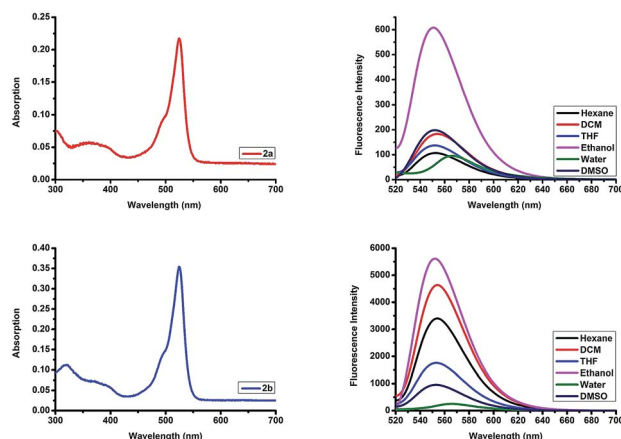 0.25
0.20
0.15
0.10
0.05
0.00
300
400
500
600
700
Absorption
Wavelength (nm)
2a
600
500
400
300
200
100
0
520
540
560
580
600
620
640
660
680
700
Fluorescence Intensity
Wavelength (nm)
Hexane
DCM
THF
Ethanol
Water
DMSO
0.40
0.35
0.30
0.25
0.20
0.15
0.10
0.05
0.00
300
400
500
600
700
Absorption
Wavelength (nm)
2b
6000
5000
4000
3000
2000
1000
0
520
540
560
580
600
620
640
660
680
700
Fluorescence Intensity
Wavelength (nm)
Hexane
DCM
THF
Ethanol
Water
DMSO